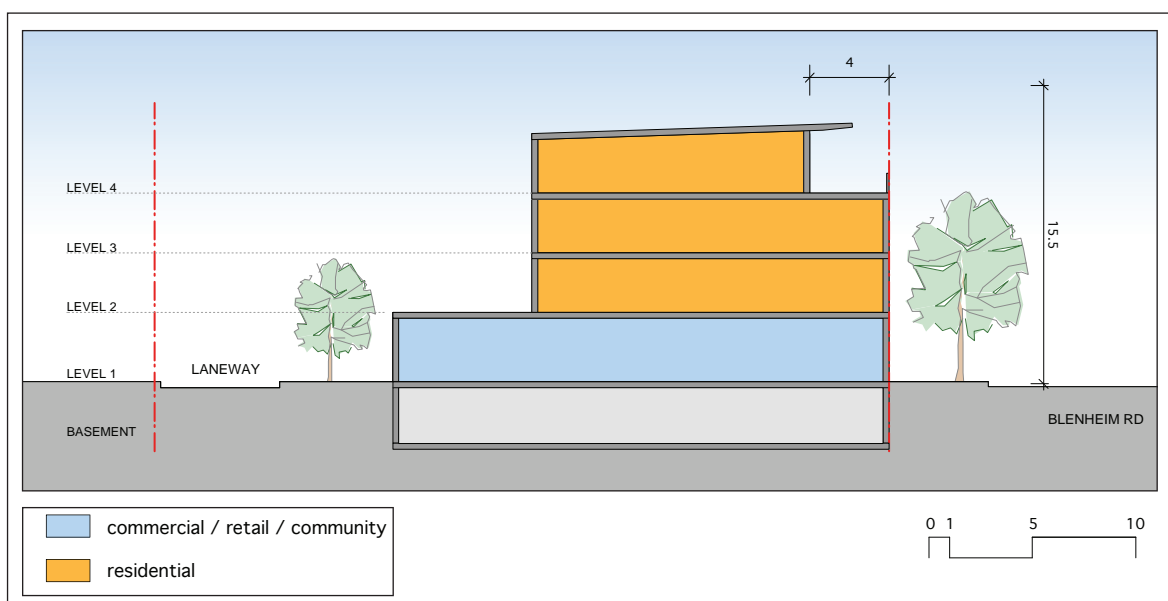 4
15.5
LEVEL 4
LEVEL 3
LEVEL 2
LEVEL 1
LANEWAY
BASEMENT
BLENHEIM RD
commercial / retail / community
residential
0 1 5 10